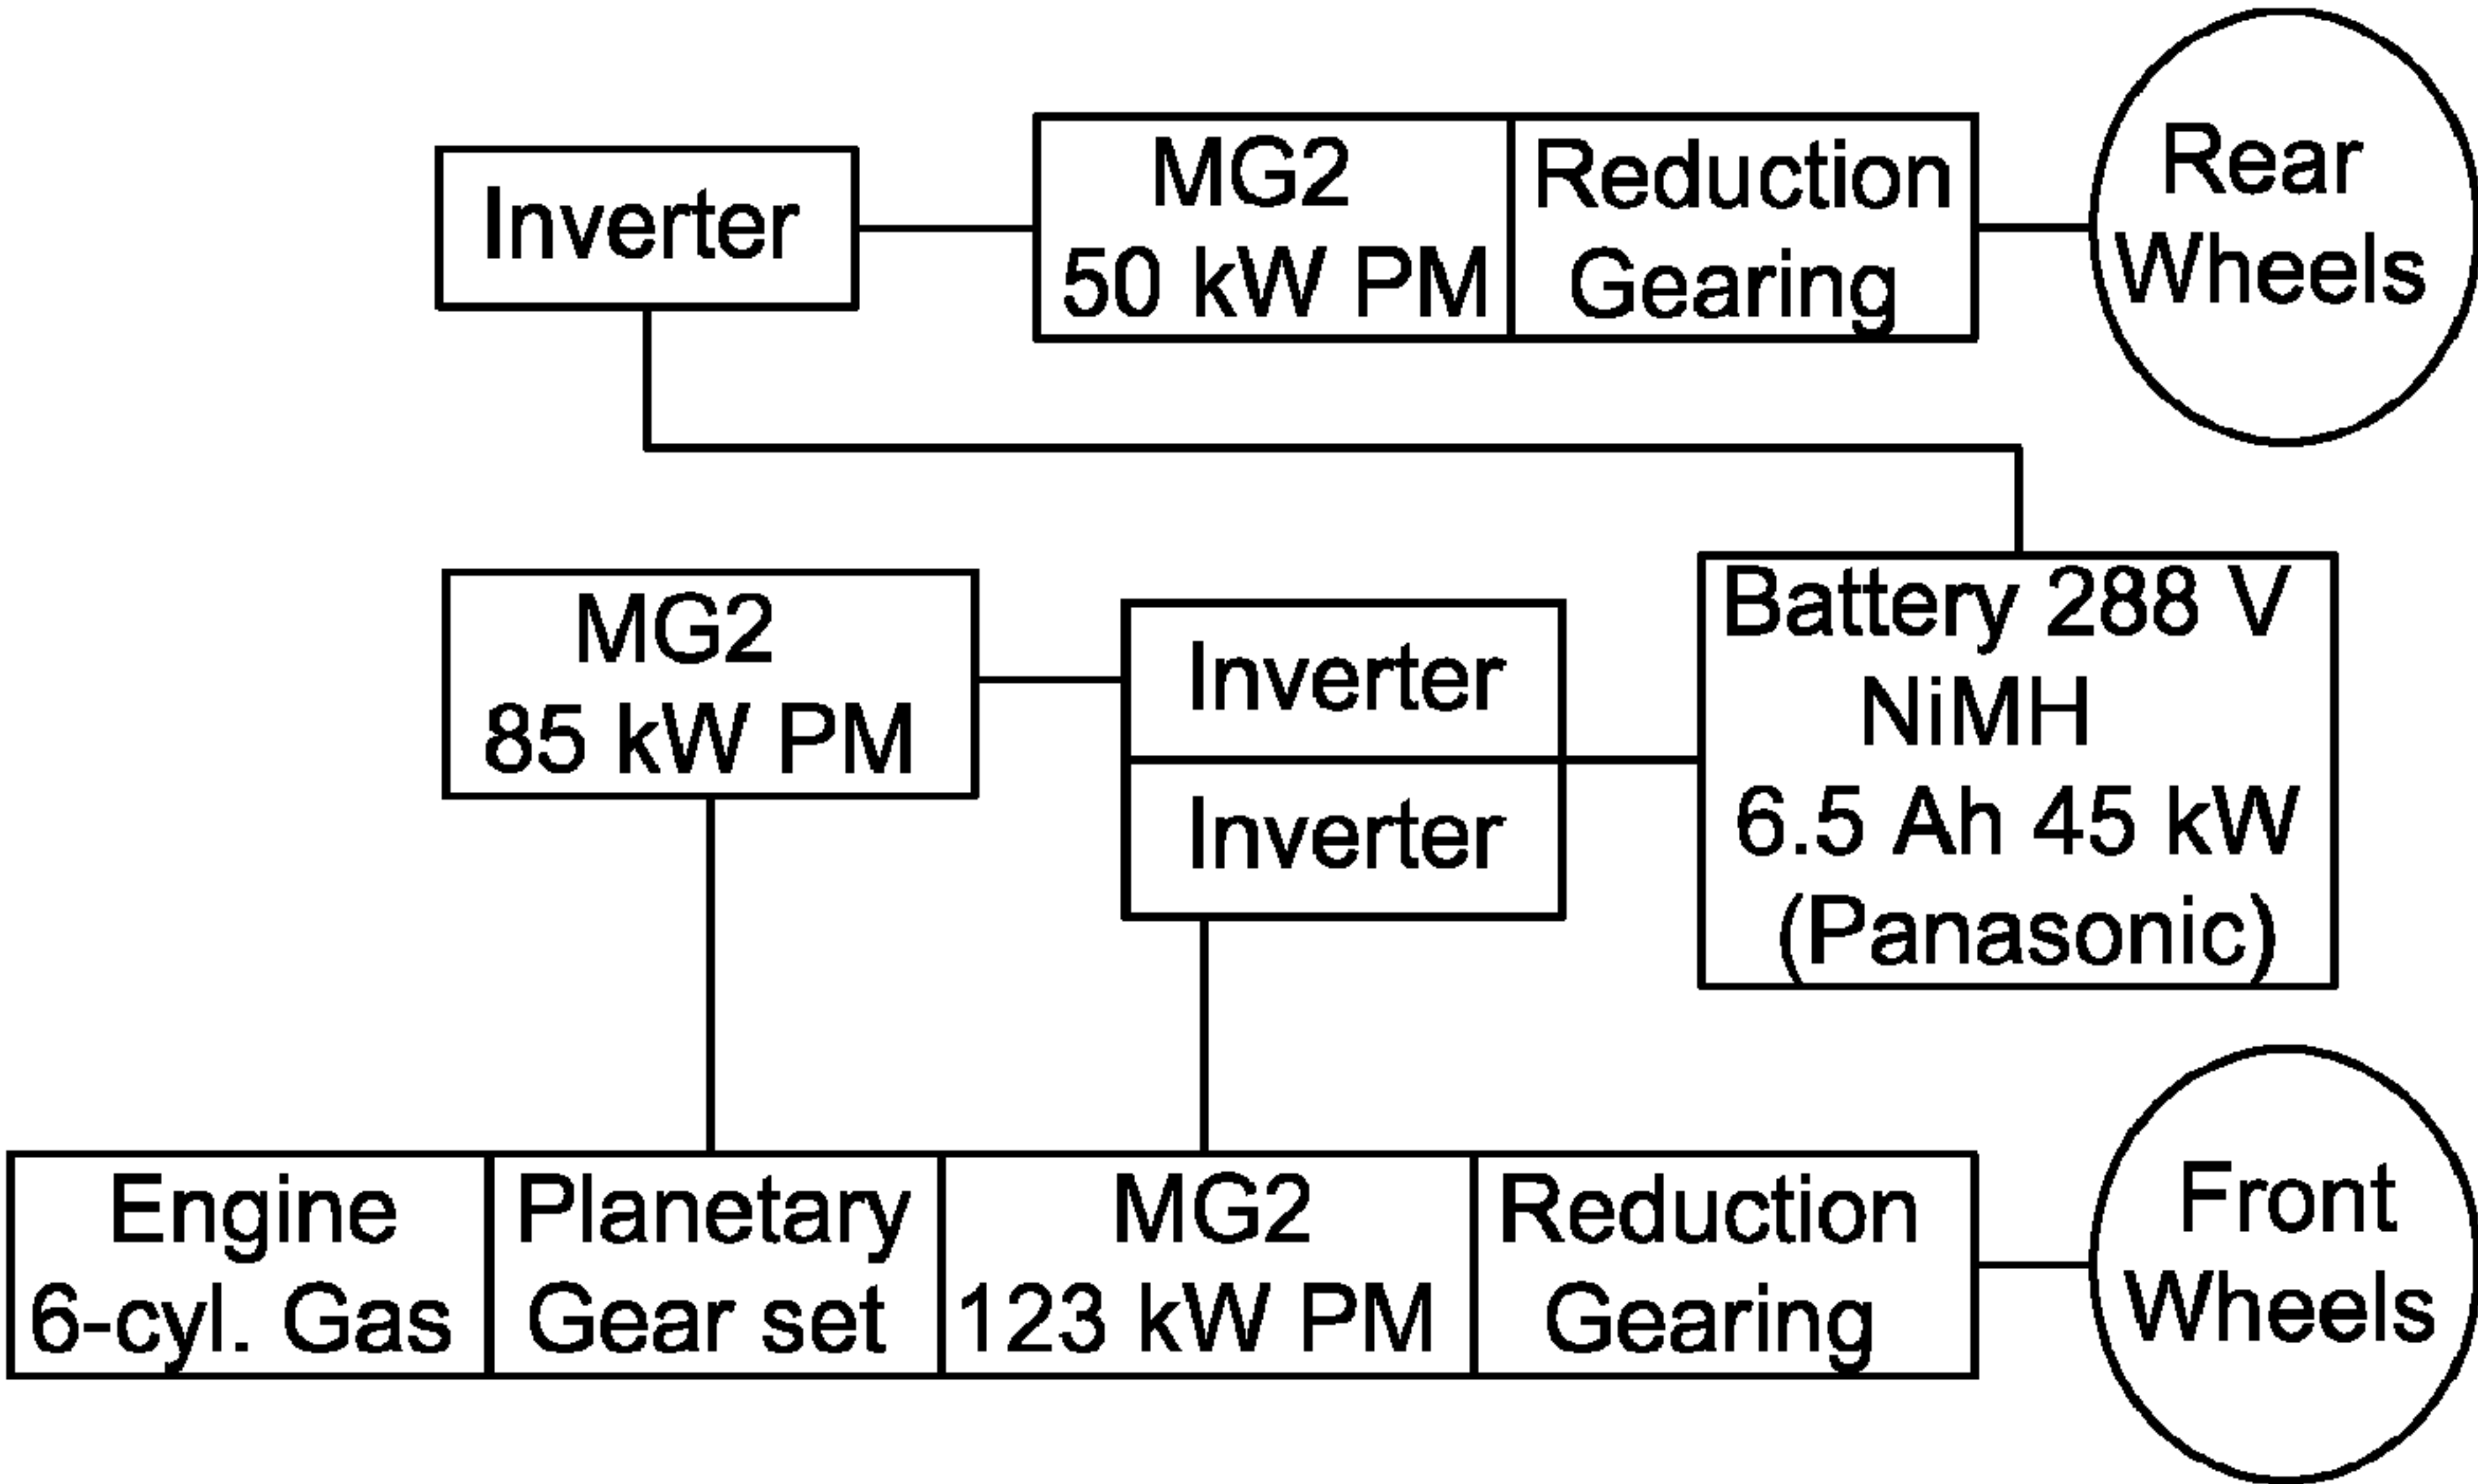 Inverter
MG2
50 kW PM
Reduction
Gearing
Rear
Wheels
MG2
85 kW PM
Inverter
Inverter
Battery 288 V
NiMH
6.5 Ah 45 kW
(Panasonic)
Engine
6-cyl. Gas
Planetary
Gear set
MG2
123 kW PM
Reduction
Gearing
Front
Wheels